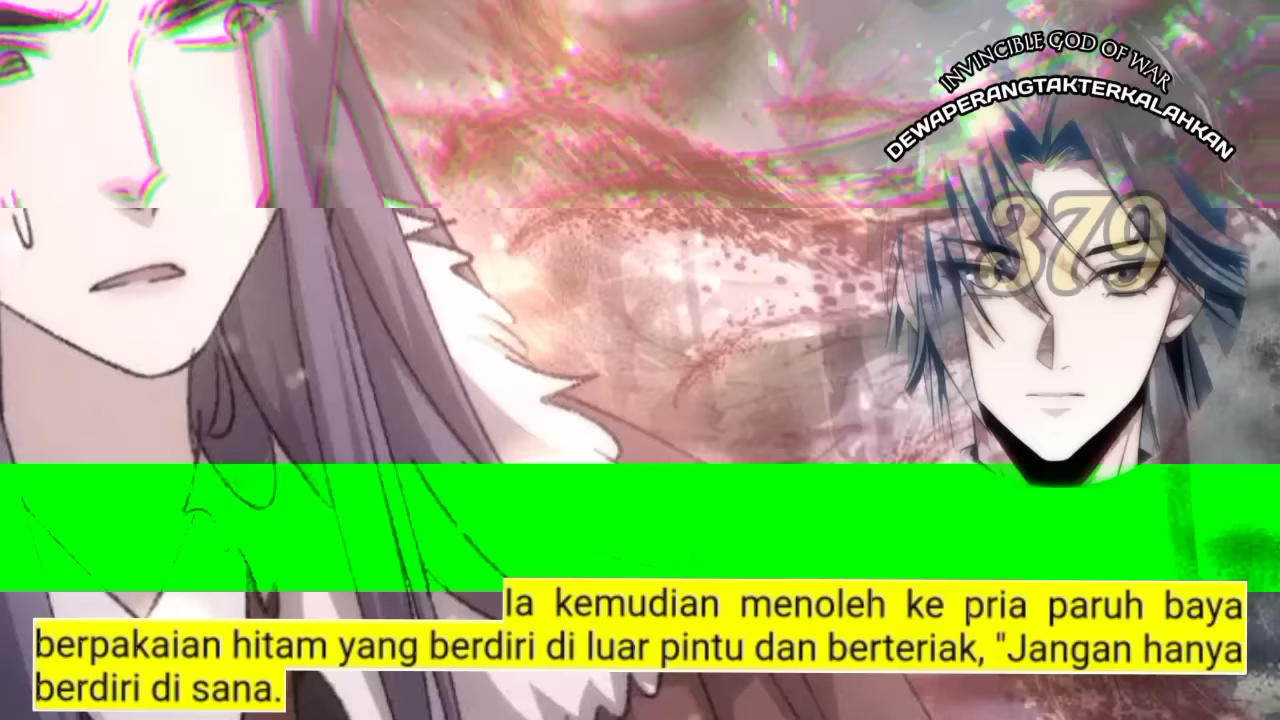 INVINCIBLE GOD OF WAR
DEWAPERANGTAKTERKALAHKAN
379
Ia kemudian menoleh ke pria paruh baya
berpakaian hitam yang berdiri di luar pintu dan berteriak, "Jangan hanya
berdiri di sana.